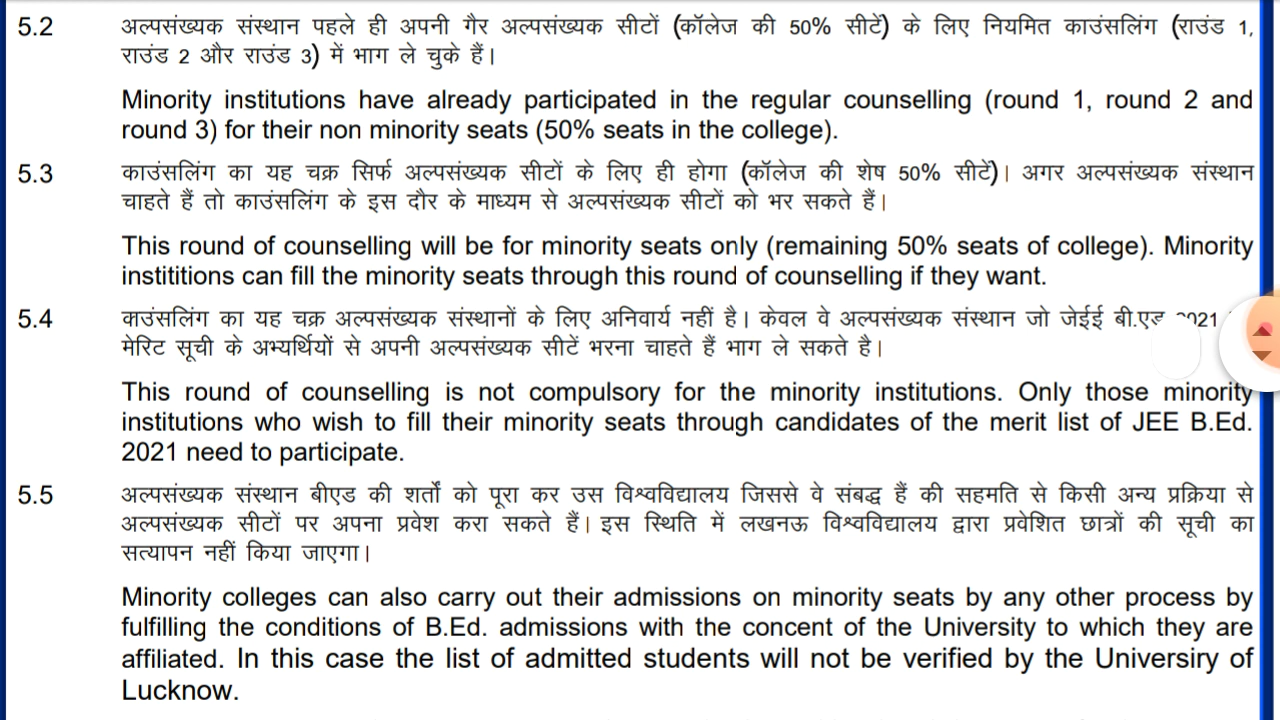 5.2 अल्पसंख्यक संस्थान पहले ही अपनी गैर अल्पसंख्यक सीटों (कॉलेज की 50% सीटें) के लिए नियमित काउंसलिंग (राउंड 1,
राउंड 2 और राउंड 3) में भाग ले चुके हैं।
Minority institutions have already participated in the regular counselling (round 1, round 2 and
round 3) for their non minority seats (50% seats in the college).
5.3 काउंसलिंग का यह चक्र सिर्फ अल्पसंख्यक सीटों के लिए ही होगा (कॉलेज की शेष 50% सीटें)। अगर अल्पसंख्यक संस्थान
चाहते हैं तो काउंसलिंग के इस दौर के माध्यम से अल्पसंख्यक सीटों को भर सकते हैं।
This round of counselling will be for minority seats only (remaining 50% seats of college). Minority
instititions can fill the minority seats through this round of counselling if they want.
5.4 काउंसलिंग का यह चक्र अल्पसंख्यक संस्थानों के लिए अनिवार्य नहीं है। केवल वे अल्पसंख्यक संस्थान जो जेईई बी.एड
मेरिट सूची के अभ्यर्थियों से अपनी अल्पसंख्यक सीटें भरना चाहते हैं भाग ले सकते है।
This round of counselling is not compulsory for the minority institutions. Only those minority
institutions who wish to fill their minority seats through candidates of the merit list of JEE B.Ed.
2021 need to participate.
5.5 अल्पसंख्यक संस्थान बीएड की शर्तों को पूरा कर उस विश्वविद्यालय जिससे वे संबद्ध हैं की सहमति से किसी अन्य प्रक्रिया से
अल्पसंख्यक सीटों पर अपना प्रवेश करा सकते हैं। इस स्थिति में लखनऊ विश्वविद्यालय द्वारा प्रवेशित छात्रों की सूची का
सत्यापन नहीं किया जाएगा।
Minority colleges can also carry out their admissions on minority seats by any other process by
fulfilling the conditions of B.Ed. admissions with the concent of the University to which they are
affiliated. In this case the list of admitted students will not be verified by the Universiry of
Lucknow.